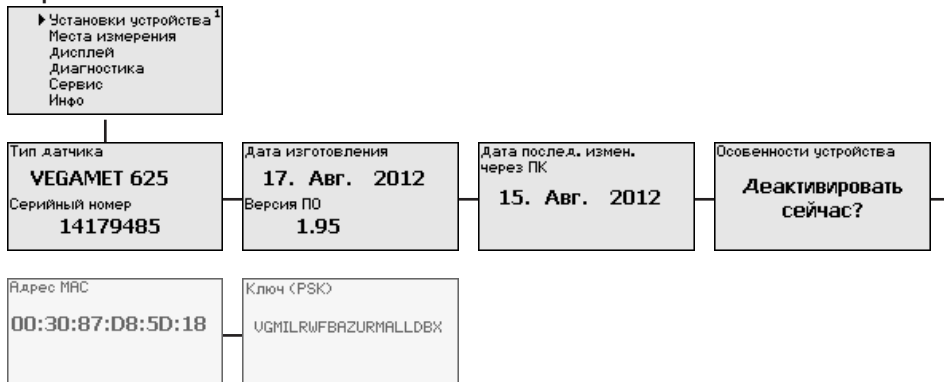 ▶Установки устройства 1
Места измерения
Дисплей
Диагностика
Сервис
Инфо
Тип датчика
VEGAMET 625
Серийный номер
14179485
Дата изготовления
17. Авг. 2012
Версия ПО
1.95
Дата послед. измен.
через ПК
15. Авг. 2012
Особенности устройства
Деактивировать
сейчас?
Адрес MAC
00:30:87:D8:5D:18
Ключ (PSK)
VGMILRWFBAZURMALLDBX